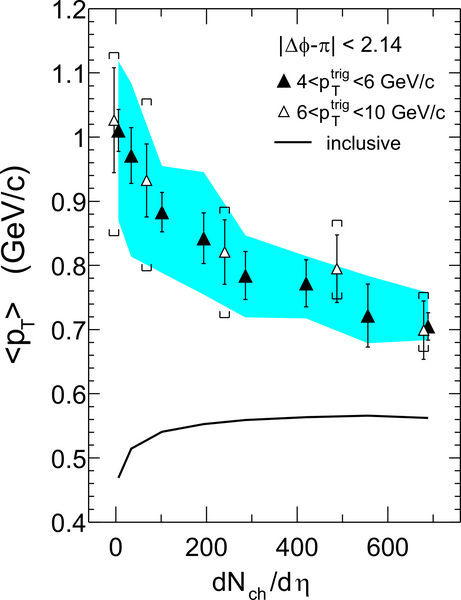 |Δϕ-π| < 2.14
4<p_T^trig<6 GeV/c
6<p_T^trig<10 GeV/c
inclusive
<p_T> (GeV/c)
1.2
1.1
1
0.9
0.8
0.7
0.6
0.5
0.4
0 200 400 600
dN_ch/dη